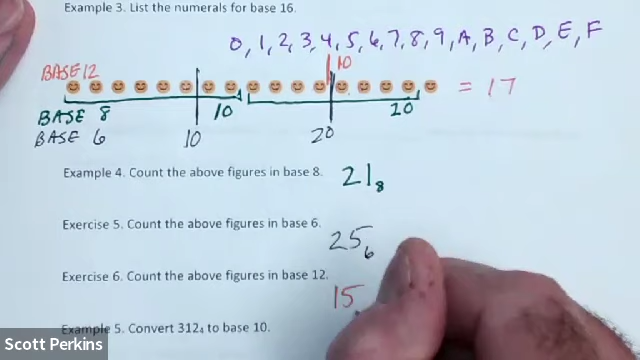 Example 3. List the numerals for base 16.
0, 1, 2, 3, 4, 5, 6, 7, 8, 9, A, B, C, D, E, F
BASE 12
10
= 17
BASE 8
10
20
BASE 6
10
20
Example 4. Count the above figures in base 8.
21₈
Exercise 5. Count the above figures in base 6.
25₆
Exercise 6. Count the above figures in base 12.
15
Example 5. Convert 312₄ to base 10.
Scott Perkins